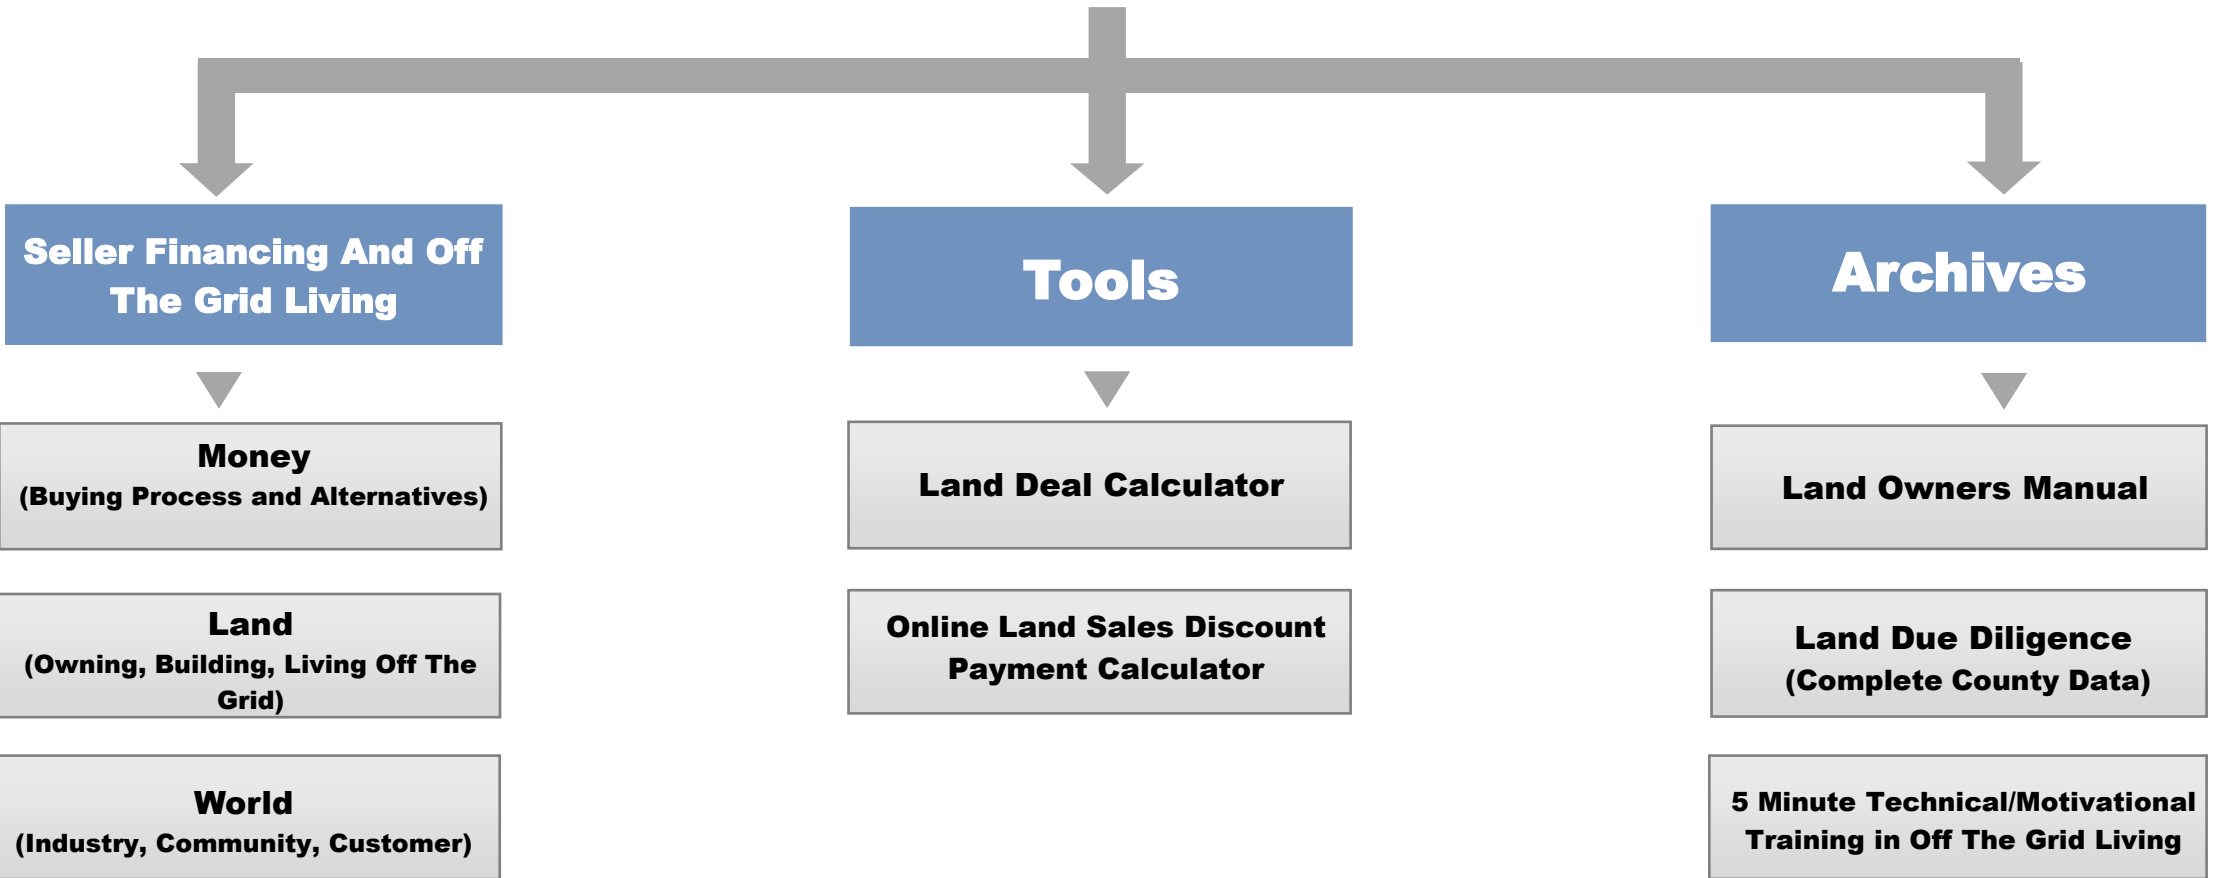 Seller Financing And Off
The Grid Living
Tools
Archives
Money
(Buying Process and Alternatives)
Land Deal Calculator
Land Owners Manual
Land
(Owning, Building, Living Off The
Grid)
Online Land Sales Discount
Payment Calculator
Land Due Diligence
(Complete County Data)
World
(Industry, Community, Customer)
5 Minute Technical/Motivational
Training in Off The Grid Living